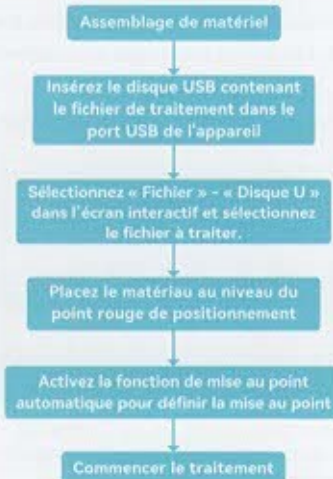 Assemblage de matériel
Insérez le disque USB contenant
le fichier de traitement dans le
port USB de l'appareil
Sélectionnez « Fichier » - « Disque U »
dans l'écran interactif et sélectionnez
le fichier à traiter.
Placez le matériau au niveau du
point rouge de positionnement
Activez la fonction de mise au point
automatique pour définir la mise au point
Commencer le traitement